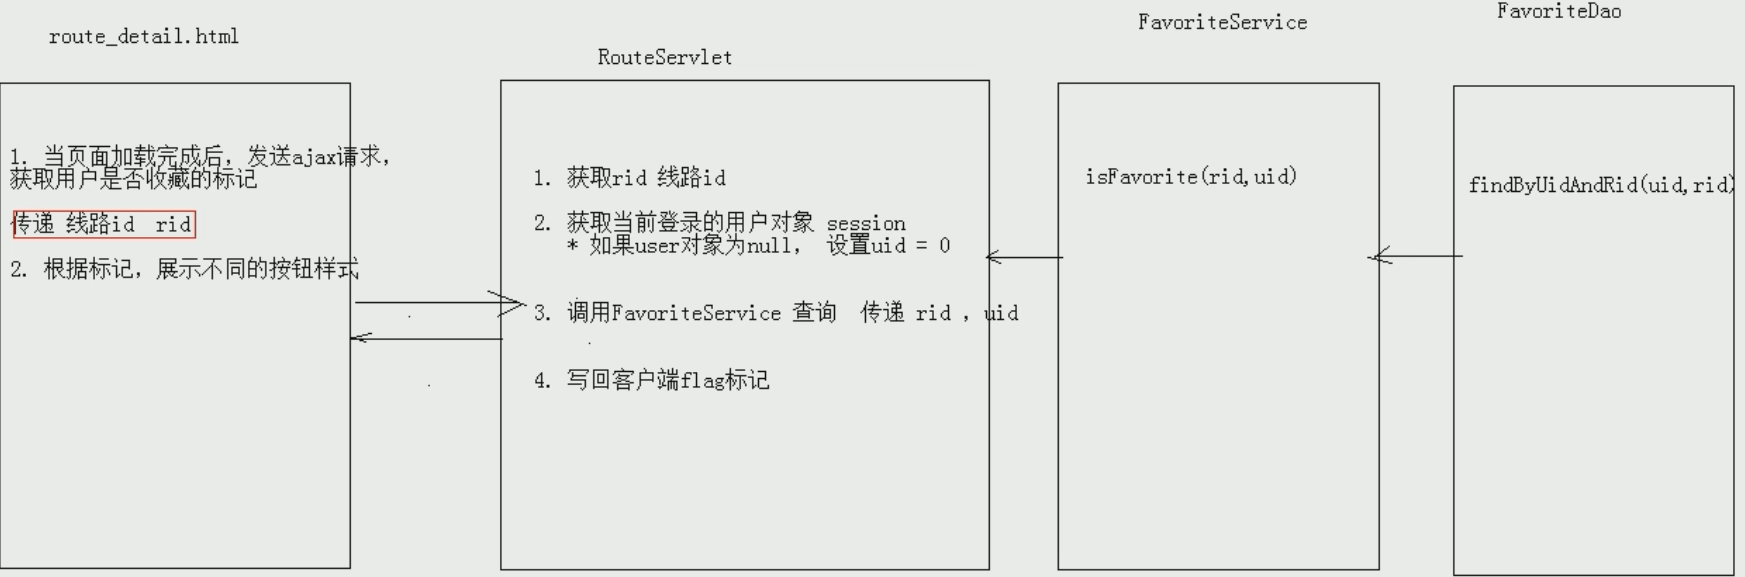 route_detail.html
1. 当页面加载完成后，发送ajax请求，
获取用户是否收藏的标记
传递 线路id  rid
2. 根据标记，展示不同的按钮样式
RouteServlet
1. 获取rid 线路id
2. 获取当前登录的用户对象 session
* 如果user对象为null， 设置uid = 0
3. 调用FavoriteService 查询  传递 rid ，uid
4. 写回客户端flag标记
FavoriteService
isFavorite(rid,uid)
FavoriteDao
findByUidAndRid(uid,rid)